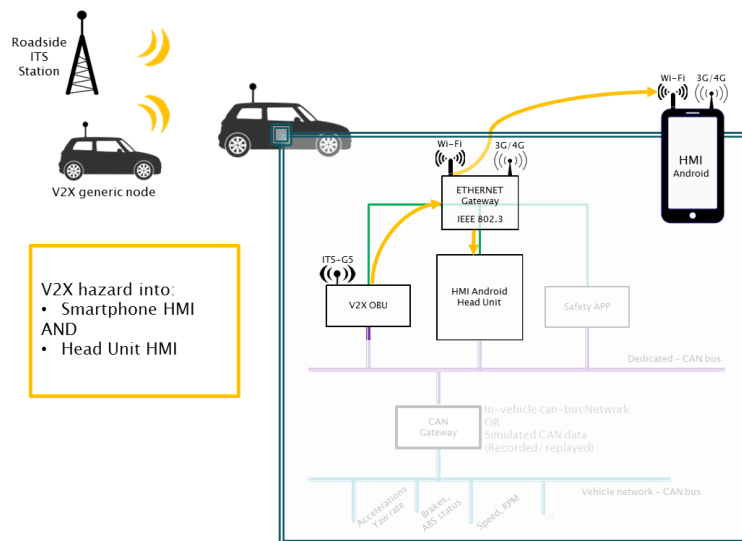 Roadside
ITS
Station
V2X generic node
Wi-Fi
3G/4G
HMI
Android
Wi-Fi
3G/4G
ETHERNET
Gateway
IEEE 802.3
ITS-G5
V2X OBU
HMI Android
Head Unit
Safety APP
V2X hazard into:
• Smartphone HMI
AND
• Head Unit HMI
Dedicated - CAN bus
CAN
Gateway
In-vehicle can-bus Network
OR
Simulated CAN data
(Recorded/ replayed)
Vehicle network - CAN bus
Accelerations
Yaw rate
Brakes,
ABS status
Speed, RPM
...